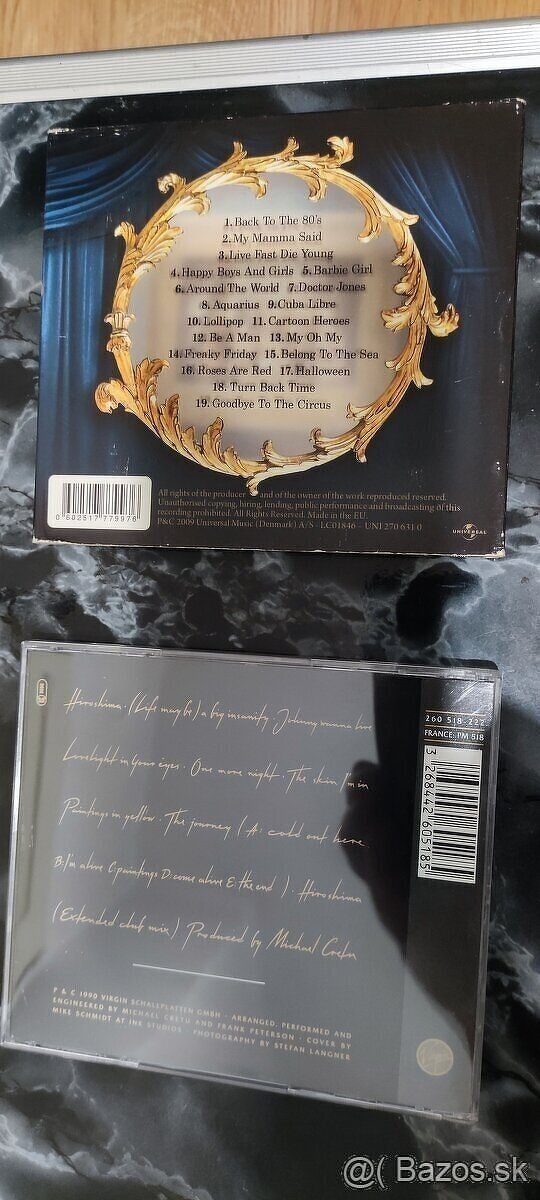 1. Back To The 80's
2. My Mamma Said
3. Live Fast Die Young
4. Happy Boys And Girls 5. Barbie Girl
6. Around The World 7. Doctor Jones
8. Aquarius 9. Cuba Libre
10. Lollipop 11. Cartoon Heroes
12. Be A Man 13. My Oh My
14. Freaky Friday 15. Belong To The Sea
16. Roses Are Red 17. Halloween
18. Turn Back Time
19. Goodbye To The Circus
0 602517 779976
All rights of the producer and of the owner of the work reproduced reserved.
Unauthorised copying, hiring, lending, public performance and broadcasting of this
recording prohibited. All Rights Reserved. Made in the EU.
P&C 2009 Universal Music (Denmark) A/S - LC01846 - UNI 270 631-0
UNIVERSAL
Hiroshima · (Life may be) a big insanity · Johnny wanna live
Lovelight in your eyes · One more night · The skin I'm in
Paintings in yellow · The journey (A: cold out here
B: I'm alive C: paintings D: come alive E: the end ) · Hiroshima
(Extended club mix) Produced by Michael Cretu
P & C 1990 VIRGIN SCHALLPLATTEN GMBH · ARRANGED, PERFORMED AND
ENGINEERED BY MICHAEL CRETU AND FRANK PETERSON · COVER BY
MIKE SCHMIDT AT INK STUDIOS · PHOTOGRAPHY BY STEFAN LANGNER
260 518-222
FRANCE: PM 518
3 268442 605185
@( Bazos.sk